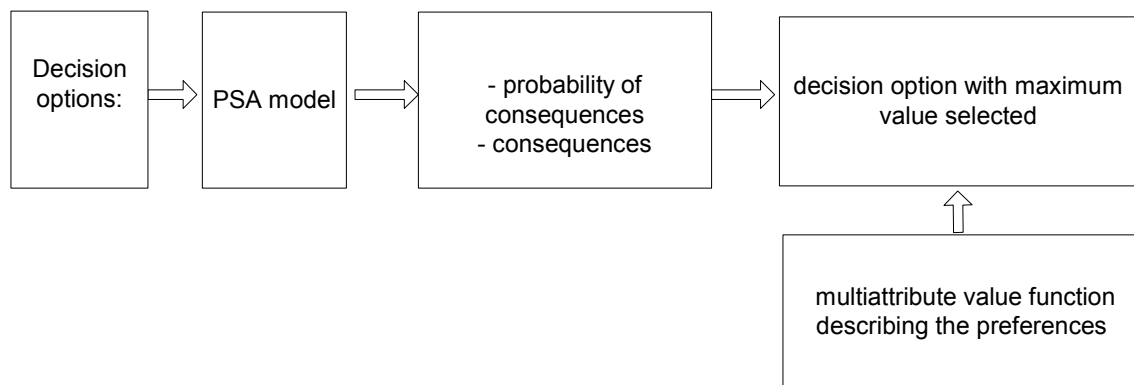 Decision
options:
PSA model
- probability of
consequences
- consequences
decision option with maximum
value selected
multiattribute value function
describing the preferences